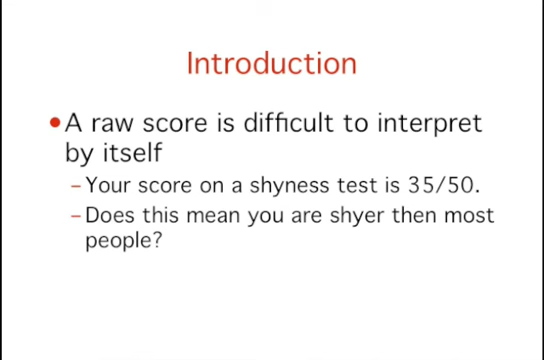 Introduction
•A raw score is difficult to interpret
by itself
–Your score on a shyness test is 35/50.
–Does this mean you are shyer then most
people?